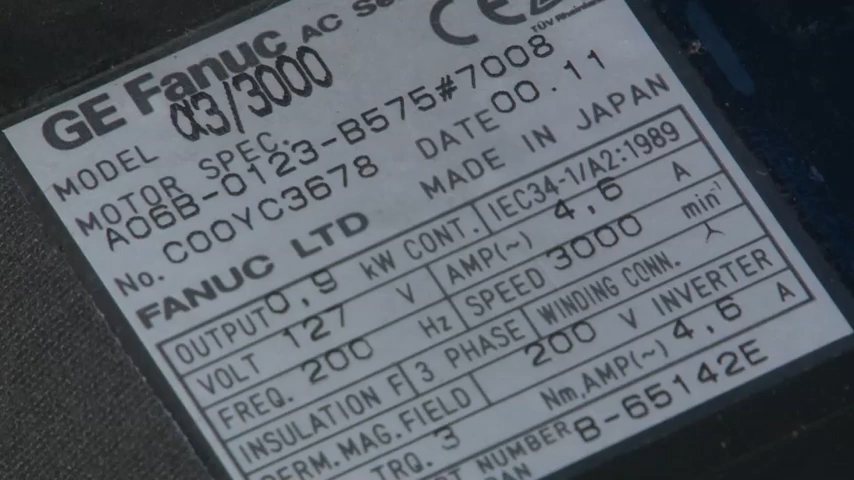 GE Fanuc AC Se
CE
TÜV Rheinland
MODEL α3/3000
MOTOR SPEC.
A06B-0123-B575#7008
No. C00YC3678 DATE 00.11
FANUC LTD MADE IN JAPAN
OUTPUT 0,9 kW CONT. IEC34-1/A2:1989
VOLT 127 V AMP(~) 4,6 A
FREQ. 200 Hz SPEED 3000 min-1
INSULATION F 3 PHASE WINDING CONN. 人
PERM. MAG. FIELD 200 V INVERTER
TRQ. 3 Nm, AMP(~) 4,6 A
NUMBER B-65142E